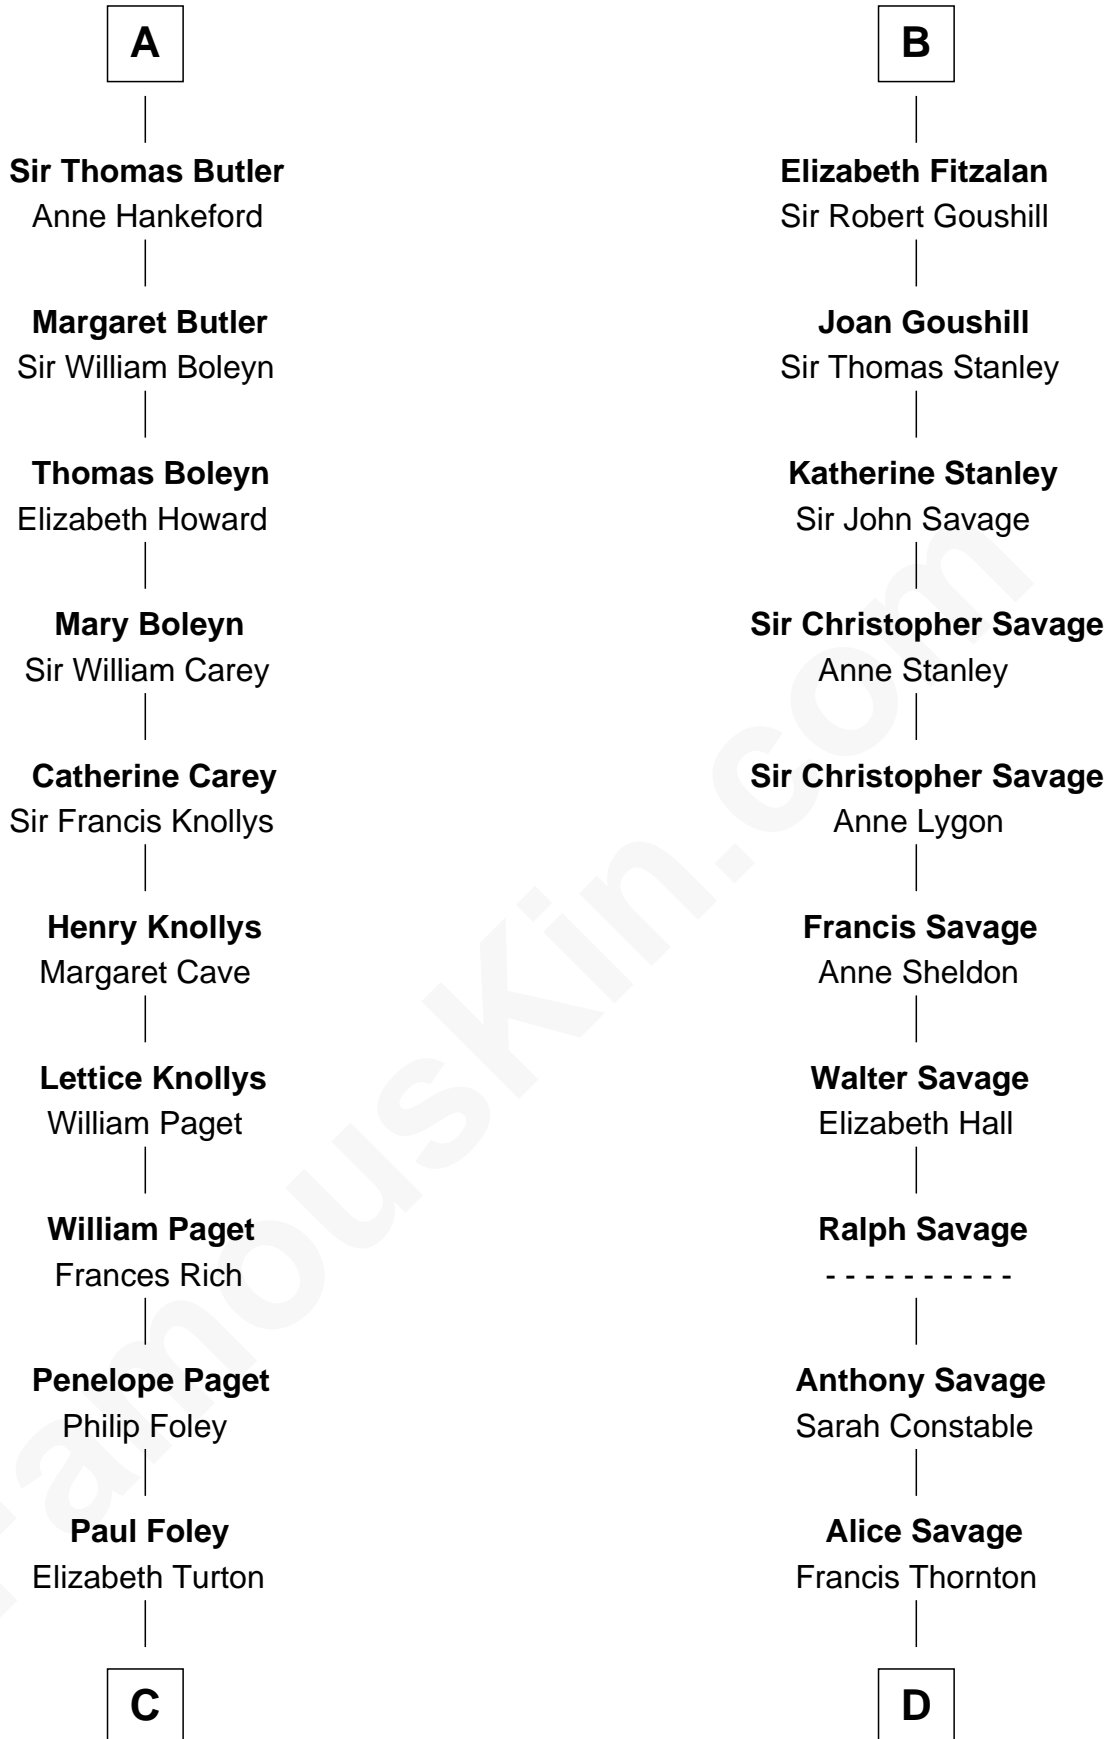 A
Sir Thomas Butler
Anne Hankeford
Margaret Butler
Sir William Boleyn
Thomas Boleyn
Elizabeth Howard
Mary Boleyn
Sir William Carey
Catherine Carey
Sir Francis Knollys
Henry Knollys
Margaret Cave
Lettice Knollys
William Paget
William Paget
Frances Rich
Penelope Paget
Philip Foley
Paul Foley
Elizabeth Turton
C
B
Elizabeth Fitzalan
Sir Robert Goushill
Joan Goushill
Sir Thomas Stanley
Katherine Stanley
Sir John Savage
Sir Christopher Savage
Anne Stanley
Sir Christopher Savage
Anne Lygon
Francis Savage
Anne Sheldon
Walter Savage
Elizabeth Hall
Ralph Savage
- - - - - - - - - -
Anthony Savage
Sarah Constable
Alice Savage
Francis Thornton
D
FamousKin.com